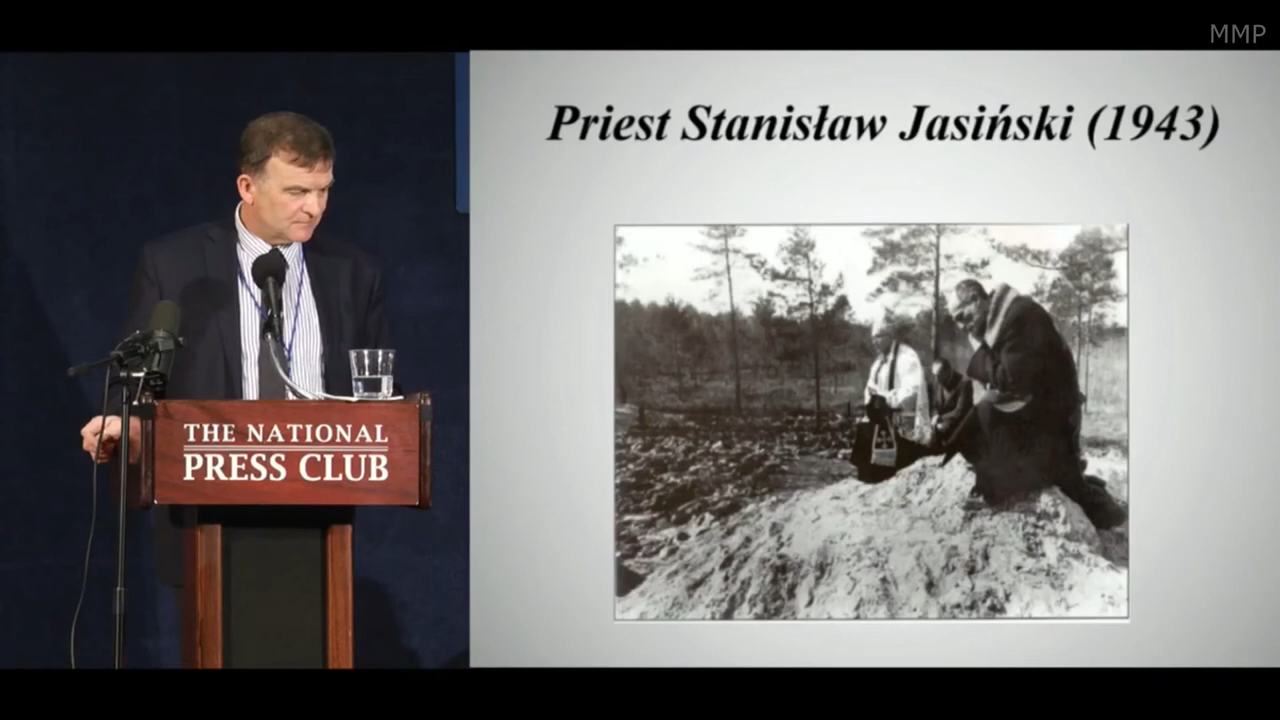 MMP
Priest Stanisław Jasiński (1943)
THE NATIONAL
PRESS CLUB